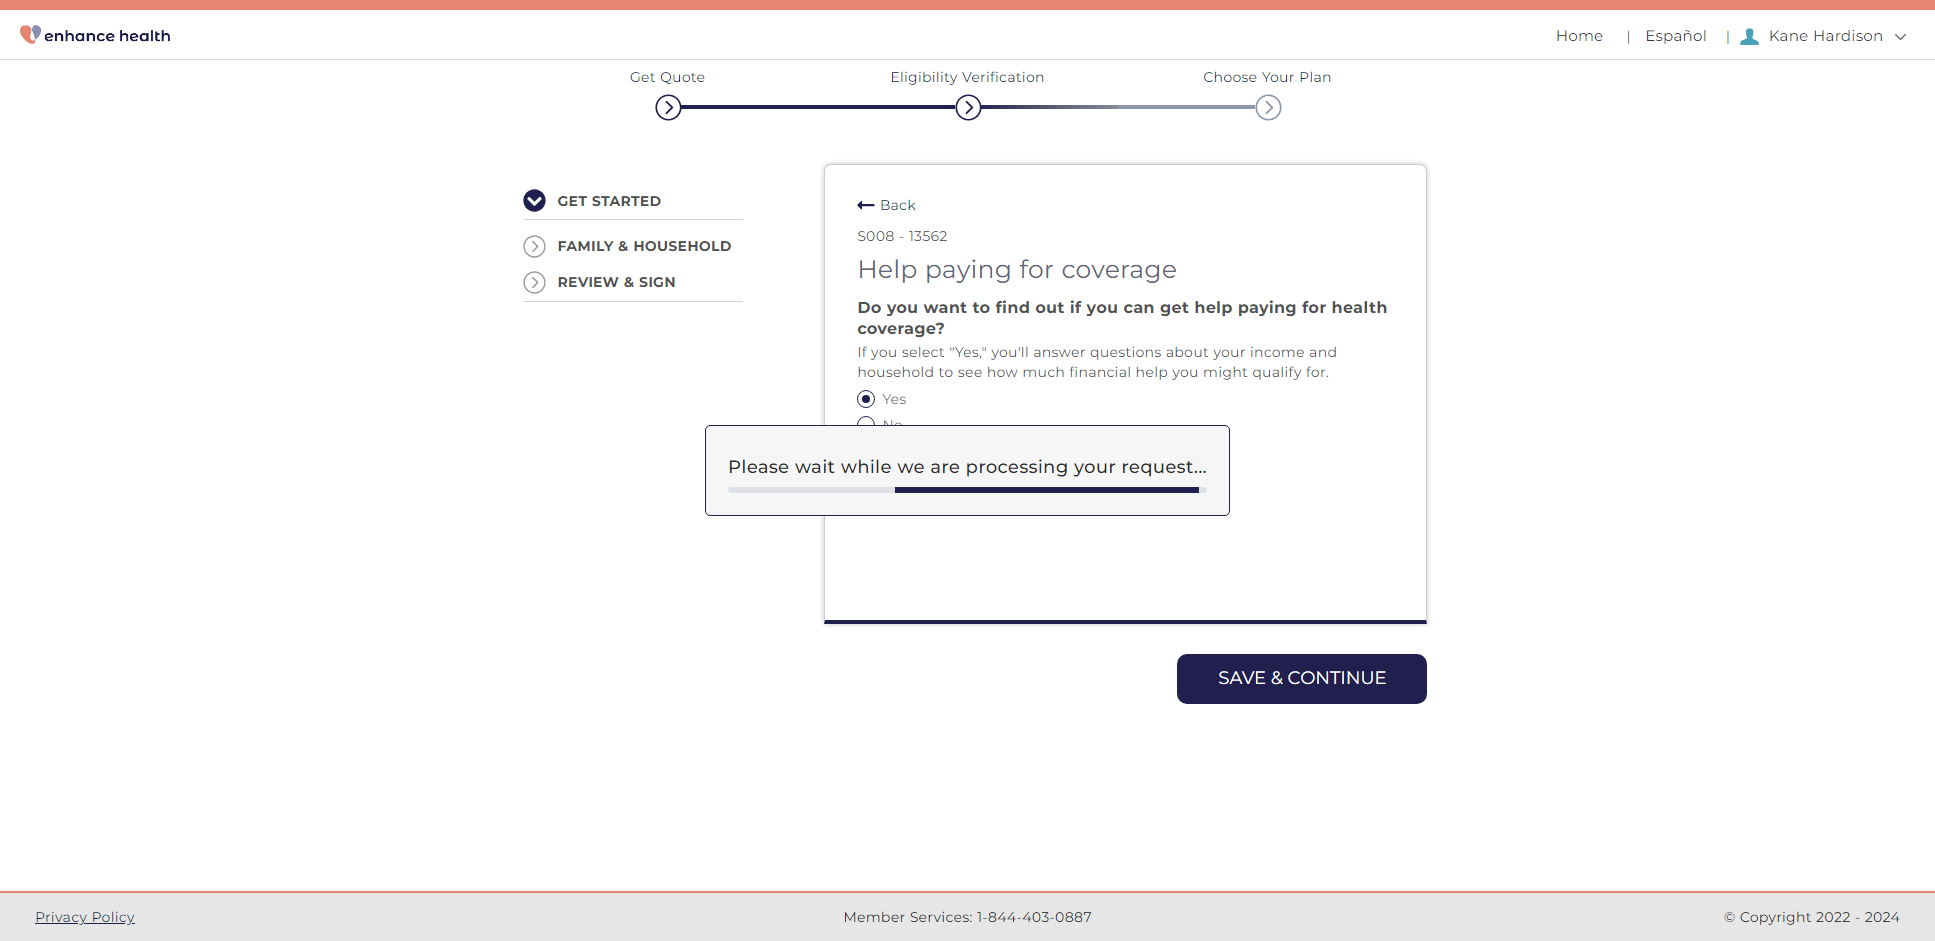 enhance health
Home | Español | Kane Hardison
Get Quote
Eligibility Verification
Choose Your Plan
GET STARTED
FAMILY & HOUSEHOLD
REVIEW & SIGN
Back
S008 - 13562
Help paying for coverage
Do you want to find out if you can get help paying for health
coverage?
If you select "Yes," you'll answer questions about your income and
household to see how much financial help you might qualify for.
Yes
No
Please wait while we are processing your request...
SAVE & CONTINUE
Privacy Policy
Member Services: 1-844-403-0887
© Copyright 2022 - 2024